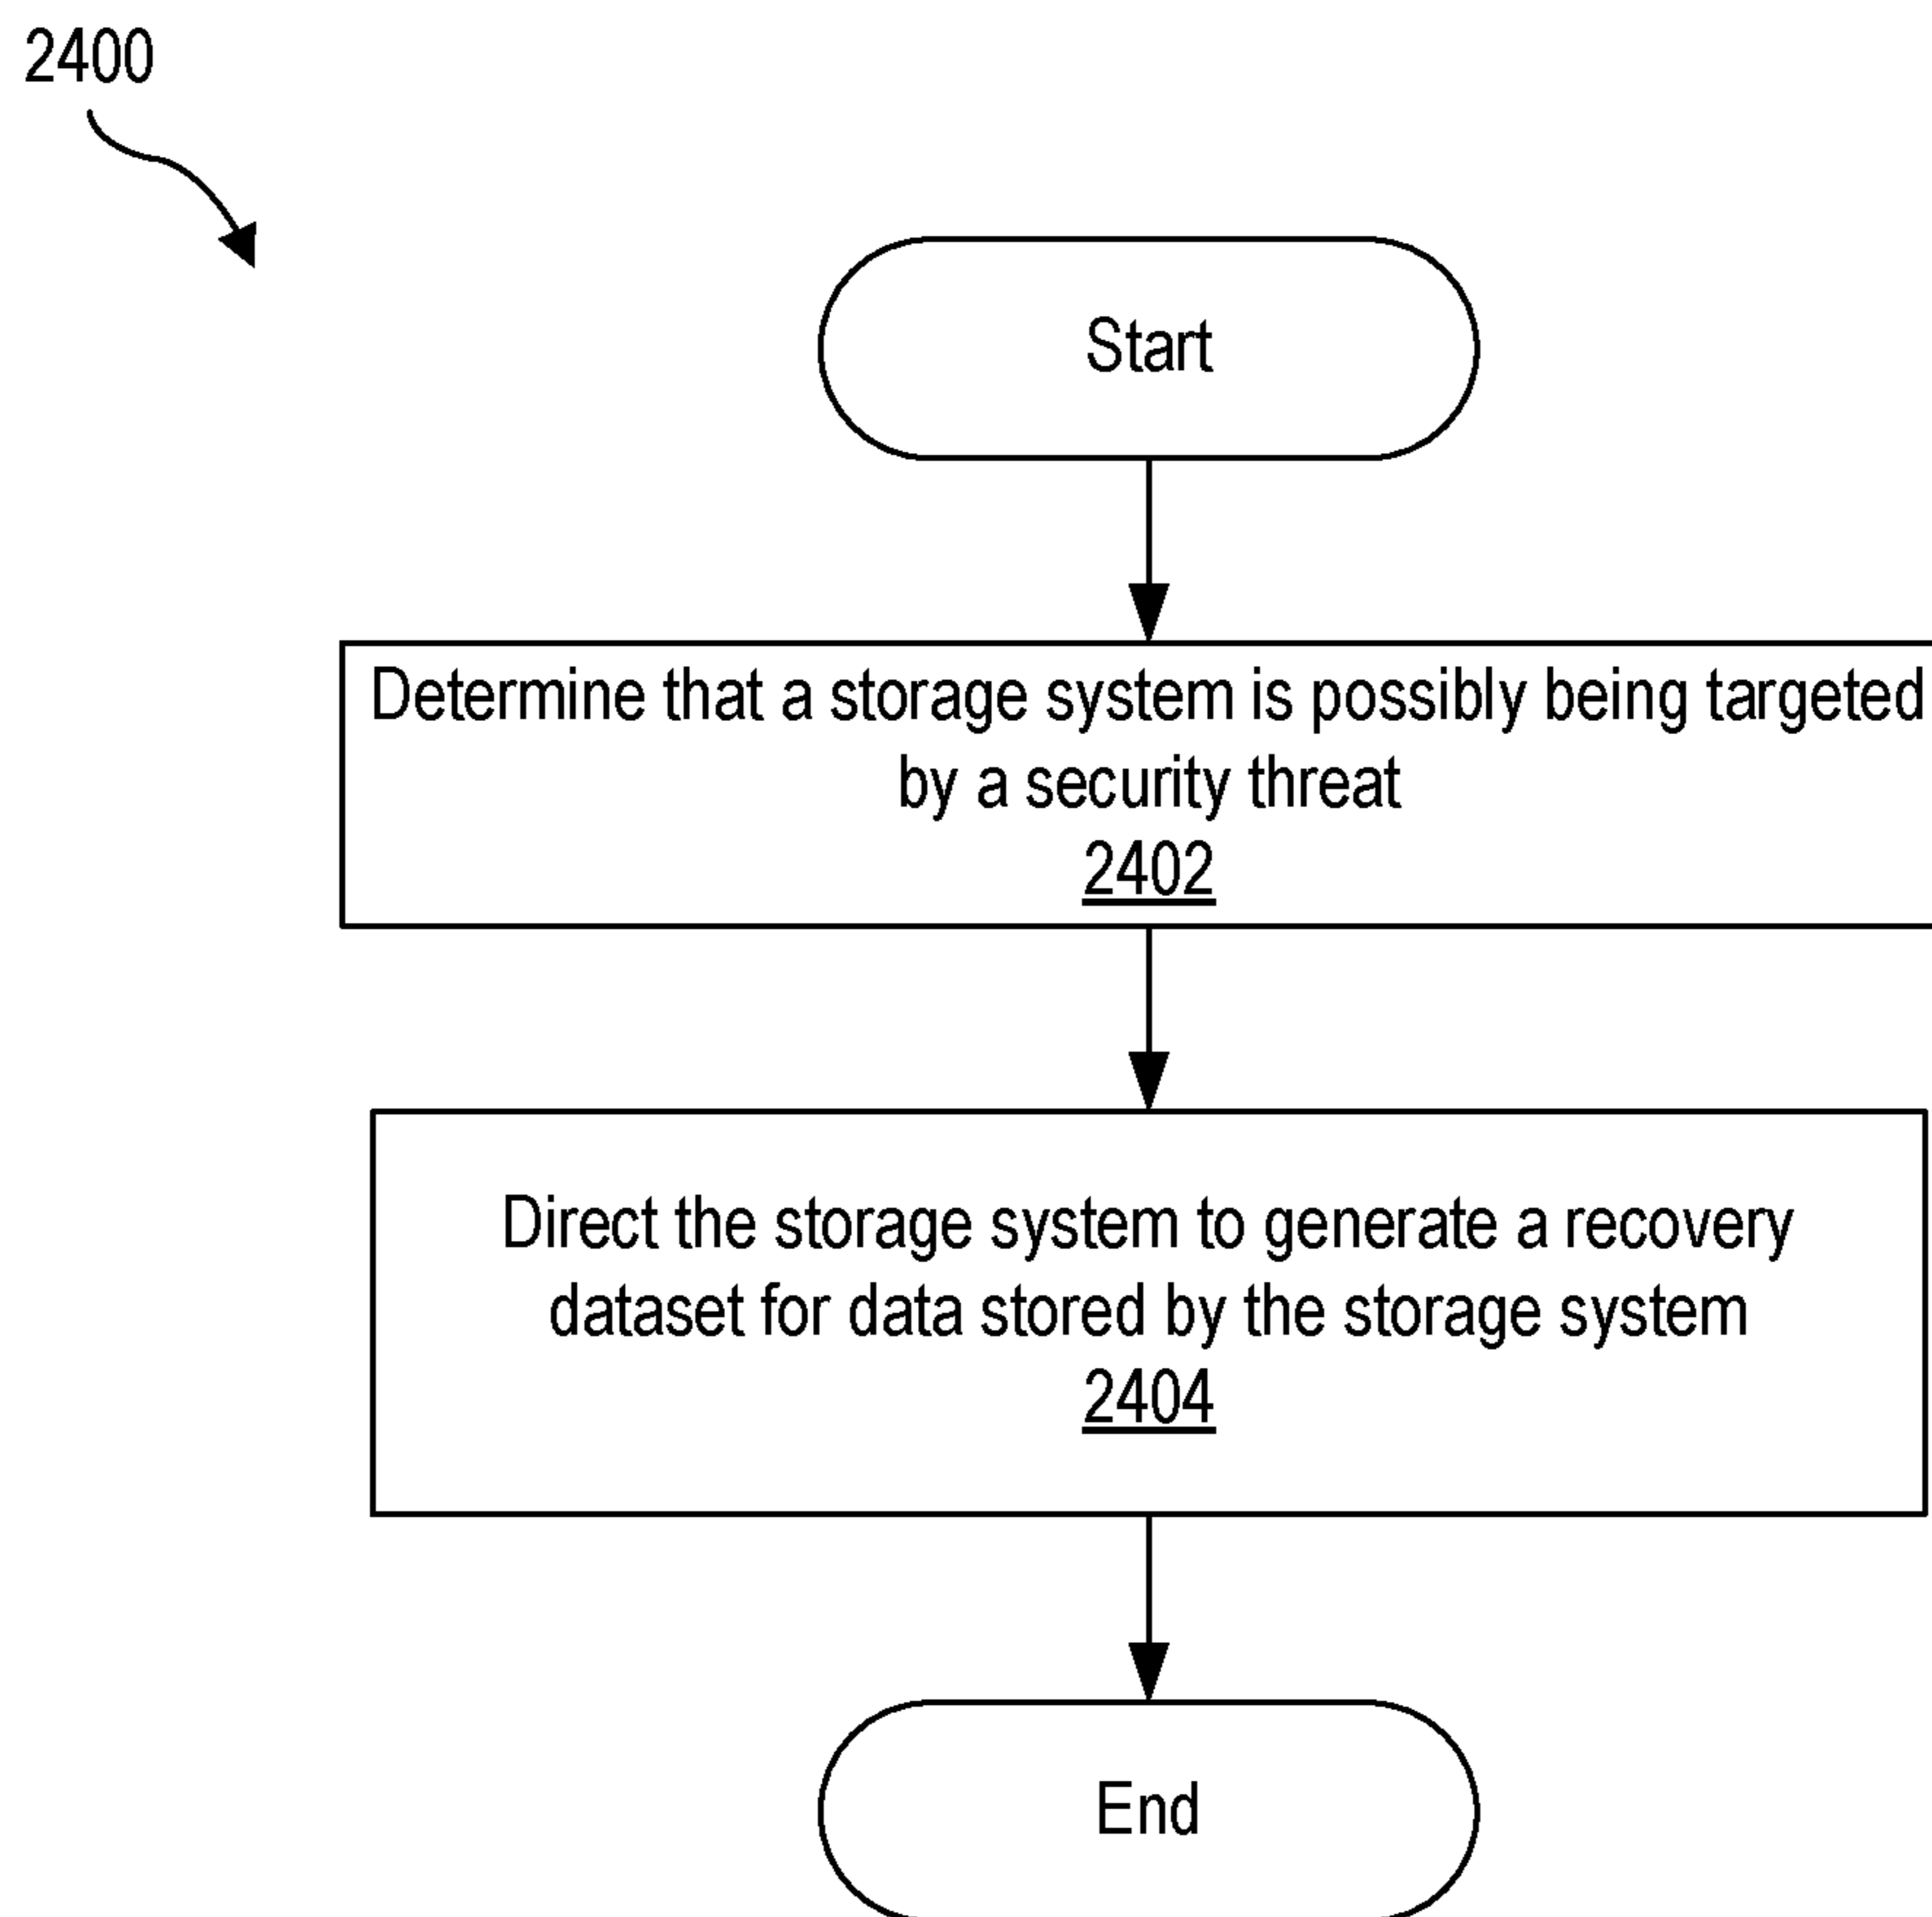 2400
Start
Determine that a storage system is possibly being targeted
by a security threat
2402
Direct the storage system to generate a recovery
dataset for data stored by the storage system
2404
End